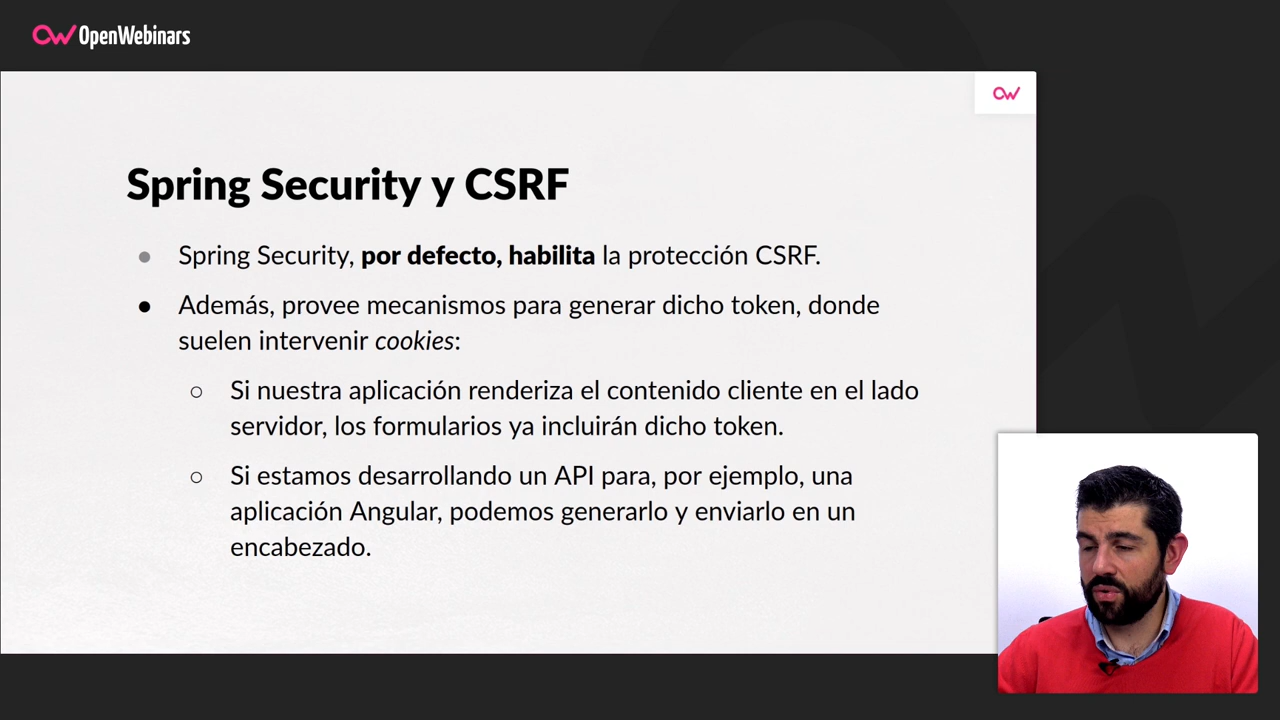 OpenWebinars
Spring Security y CSRF
● Spring Security, por defecto, habilita la protección CSRF.
● Además, provee mecanismos para generar dicho token, donde
suelen intervenir cookies:
○ Si nuestra aplicación renderiza el contenido cliente en el lado
servidor, los formularios ya incluirán dicho token.
○ Si estamos desarrollando un API para, por ejemplo, una
aplicación Angular, podemos generarlo y enviarlo en un
encabezado.